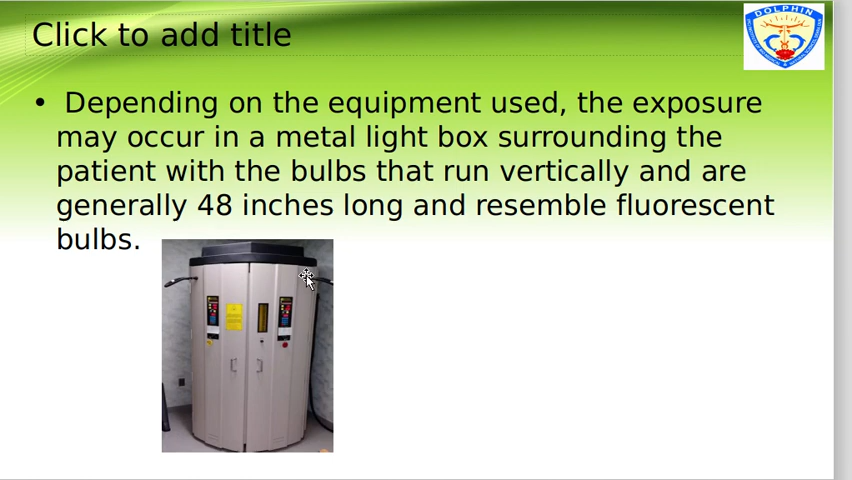 Click to add title
DOLPHIN
• Depending on the equipment used, the exposure
may occur in a metal light box surrounding the
patient with the bulbs that run vertically and are
generally 48 inches long and resemble fluorescent
bulbs.